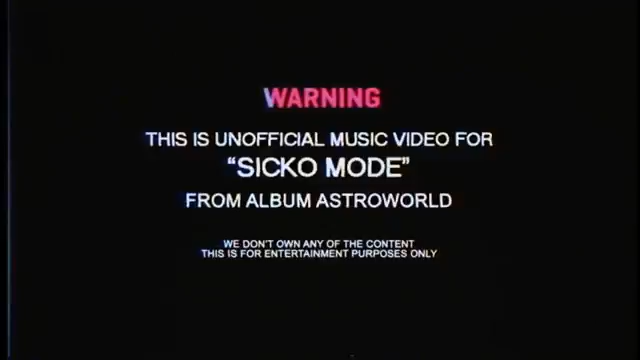 WARNING
THIS IS UNOFFICIAL MUSIC VIDEO FOR
“SICKO MODE”
FROM ALBUM ASTROWORLD
WE DON'T OWN ANY OF THE CONTENT
THIS IS FOR ENTERTAINMENT PURPOSES ONLY